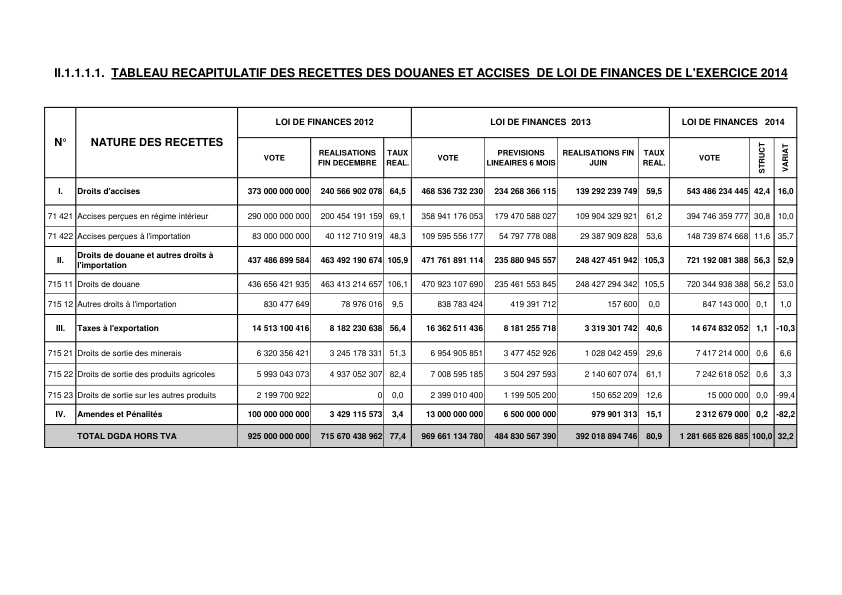 II.1.1.1.1. TABLEAU RECAPITULATIF DES RECETTES DES DOUANES ET ACCISES DE LOI DE FINANCES DE L'EXERCICE 2014
N° NATURE DES RECETTES LOI DE FINANCES 2012 LOI DE FINANCES 2013 LOI DE FINANCES 2014
VOTE REALISATIONS FIN DECEMBRE TAUX REAL. VOTE PREVISIONS LINEAIRES 6 MOIS REALISATIONS FIN JUIN TAUX REAL. VOTE STRUCT VARIAT
I. Droits d'accises 373 000 000 000 240 566 902 078 64,5 468 536 732 230 234 268 366 115 139 292 239 749 59,5 543 486 234 445 42,4 16,0
71 421 Accises perçues en régime intérieur 290 000 000 000 200 454 191 159 69,1 358 941 176 053 179 470 588 027 109 904 329 921 61,2 394 746 359 777 30,8 10,0
71 422 Accises perçues à l'importation 83 000 000 000 40 112 710 919 48,3 109 595 556 177 54 797 778 088 29 387 909 828 53,6 148 739 874 668 11,6 35,7
II. Droits de douane et autres droits à l'importation 437 486 899 584 463 492 190 674 105,9 471 761 891 114 235 880 945 557 248 427 451 942 105,3 721 192 081 388 56,3 52,9
715 11 Droits de douane 436 656 421 935 463 413 214 657 106,1 470 923 107 690 235 461 553 845 248 427 294 342 105,5 720 344 938 388 56,2 53,0
715 12 Autres droits à l'importation 830 477 649 78 976 016 9,5 838 783 424 419 391 712 157 600 0,0 847 143 000 0,1 1,0
III. Taxes à l'exportation 14 513 100 416 8 182 230 638 56,4 16 362 511 436 8 181 255 718 3 319 301 742 40,6 14 674 832 052 1,1 -10,3
715 21 Droits de sortie des minerais 6 320 356 421 3 245 178 331 51,3 6 954 905 851 3 477 452 926 1 028 042 459 29,6 7 417 214 000 0,6 6,6
715 22 Droits de sortie des produits agricoles 5 993 043 073 4 937 052 307 82,4 7 008 595 185 3 504 297 593 2 140 607 074 61,1 7 242 618 052 0,6 3,3
715 23 Droits de sortie sur les autres produits 2 199 700 922 0 0,0 2 399 010 400 1 199 505 200 150 652 209 12,6 15 000 000 0,0 -99,4
IV. Amendes et Pénalités 100 000 000 000 3 429 115 573 3,4 13 000 000 000 6 500 000 000 979 901 313 15,1 2 312 679 000 0,2 -82,2
TOTAL DGDA HORS TVA 925 000 000 000 715 670 438 962 77,4 969 661 134 780 484 830 567 390 392 018 894 746 80,9 1 281 665 826 885 100,0 32,2